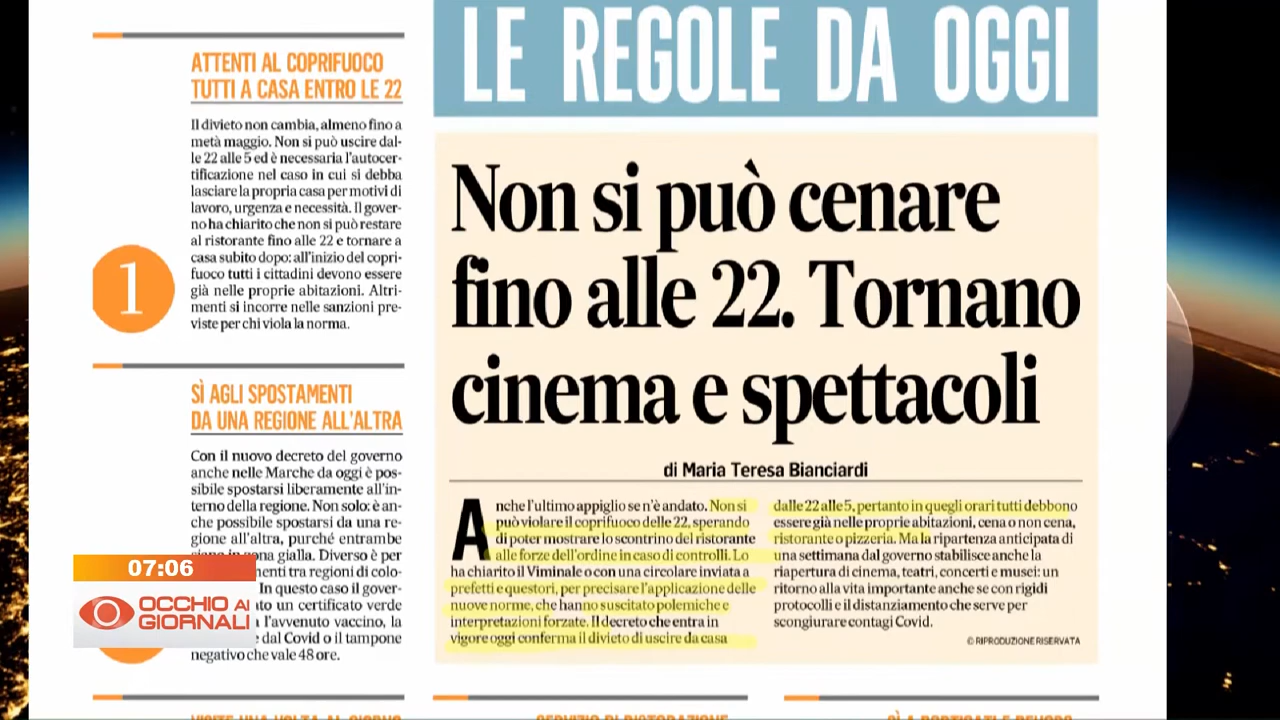 LE REGOLE DA OGGI
ATTENTI AL COPRIFUOCO
TUTTI A CASA ENTRO LE 22
Il divieto non cambia, almeno fino a
metà maggio. Non si può uscire dal-
le 22 alle 5 ed è necessaria l'autocer-
tificazione nel caso in cui si debba
lasciare la propria casa per motivi di
lavoro, urgenza e necessità. Il gover-
no ha chiarito che non si può restare
al ristorante fino alle 22 e tornare a
casa subito dopo: all'inizio del copri-
fuoco tutti i cittadini devono essere
già nelle proprie abitazioni. Altri-
menti si incorre nelle sanzioni pre-
viste per chi viola la norma.
1
SÌ AGLI SPOSTAMENTI
DA UNA REGIONE ALL'ALTRA
Con il nuovo decreto del governo
anche nelle Marche da oggi è pos-
sibile spostarsi liberamente all'in-
terno della regione. Non solo: è an-
che possibile spostarsi da una re-
gione all'altra, purché entrambe
in zona gialla. Diverso è per
tra regioni di colo-
In questo caso il gover-
un certificato verde
l'avvenuto vaccino, la
dal Covid o il tampone
negativo che vale 48 ore.
Non si può cenare
fino alle 22. Tornano
cinema e spettacoli
di Maria Teresa Bianciardi
Anche l'ultimo appiglio se n'è andato. Non si
può violare il coprifuoco delle 22, sperando
di poter mostrare lo scontrino del ristorante
alle forze dell'ordine in caso di controlli. Lo
ha chiarito il Viminale o con una circolare inviata a
prefetti e questori, per precisare l'applicazione delle
nuove norme, che hanno suscitato polemiche e
interpretazioni forzate. Il decreto che entra in
vigore oggi conferma il divieto di uscire da casa
dalle 22 alle 5, pertanto in quegli orari tutti debbono
essere già nelle proprie abitazioni, cena o non cena,
ristorante o pizzeria. Ma la ripartenza anticipata di
una settimana dal governo stabilisce anche la
riapertura di cinema, teatri, concerti e musei: un
ritorno alla vita importante anche se con rigidi
protocolli e il distanziamento che serve per
scongiurare contagi Covid.
© RIPRODUZIONE RISERVATA
07:06
OCCHIO AI
GIORNALI